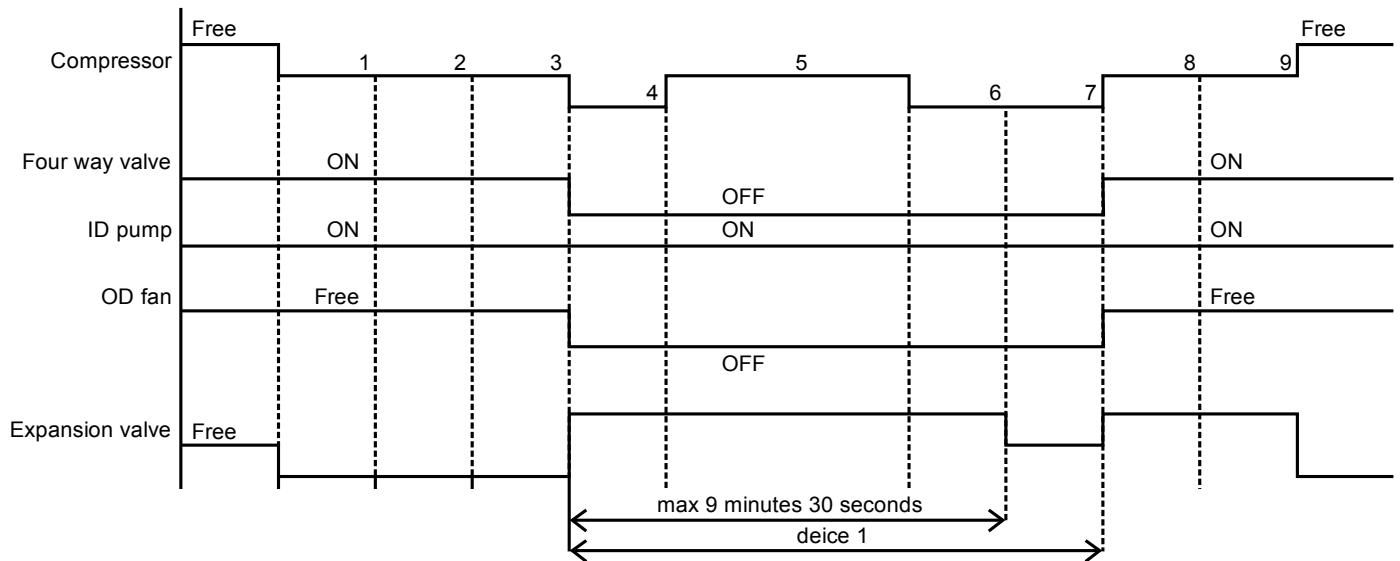 Free
Free
Compressor
1
2
3
4
5
6
7
8
9
Four way valve
ON
OFF
ON
ID pump
ON
ON
ON
OD fan
Free
OFF
Free
Expansion valve
Free
max 9 minutes 30 seconds
deice 1